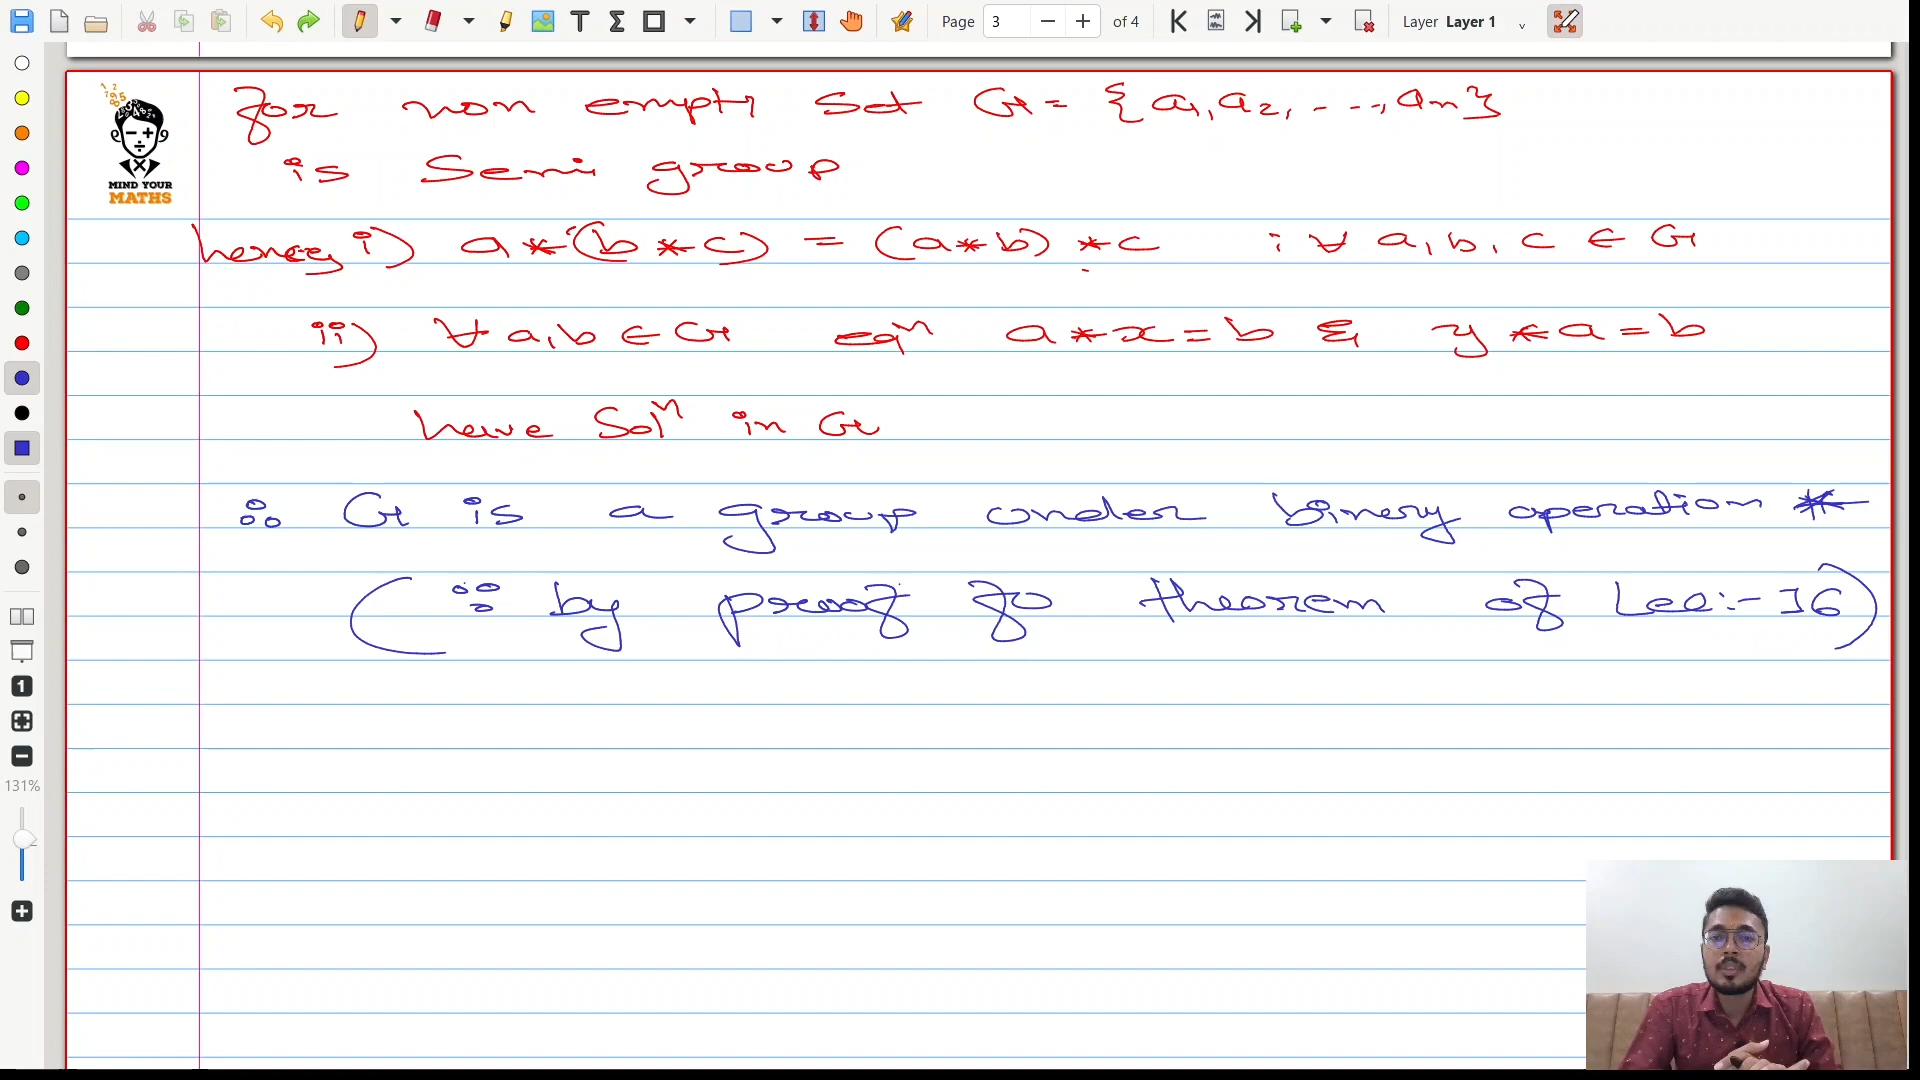 Page 3 of 4 Layer Layer 1
MIND YOUR
MATHS
for non empty set G = {a1, a2, ..., an}
is Semi group
hence, i) a * (b * c) = (a * b) * c : ∀ a, b, c ∈ G
ii) ∀ a, b ∈ G eqn a * x = b & y * a = b
have Soln in G
∴ G is a group under binary operation *
(∵ by proof fo theorem of Lec:- 16)
131%